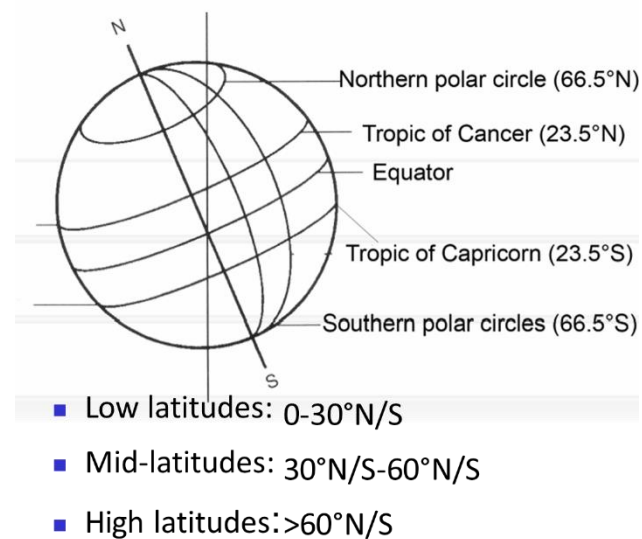 N
Northern polar circle (66.5°N)
Tropic of Cancer (23.5°N)
Equator
Tropic of Capricorn (23.5°S)
Southern polar circles (66.5°S)
S
Low latitudes: 0-30°N/S
Mid-latitudes: 30°N/S-60°N/S
High latitudes:>60°N/S